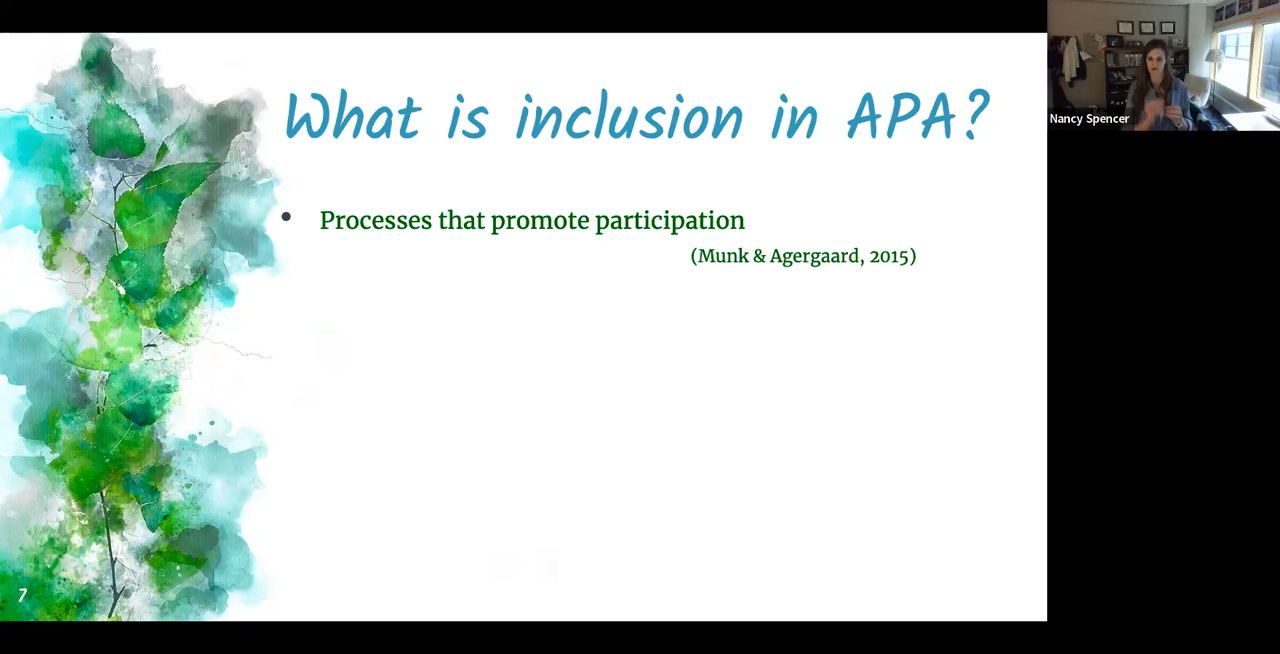 What is inclusion in APA?
Processes that promote participation
(Munk & Agergaard, 2015)
7
Nancy Spencer